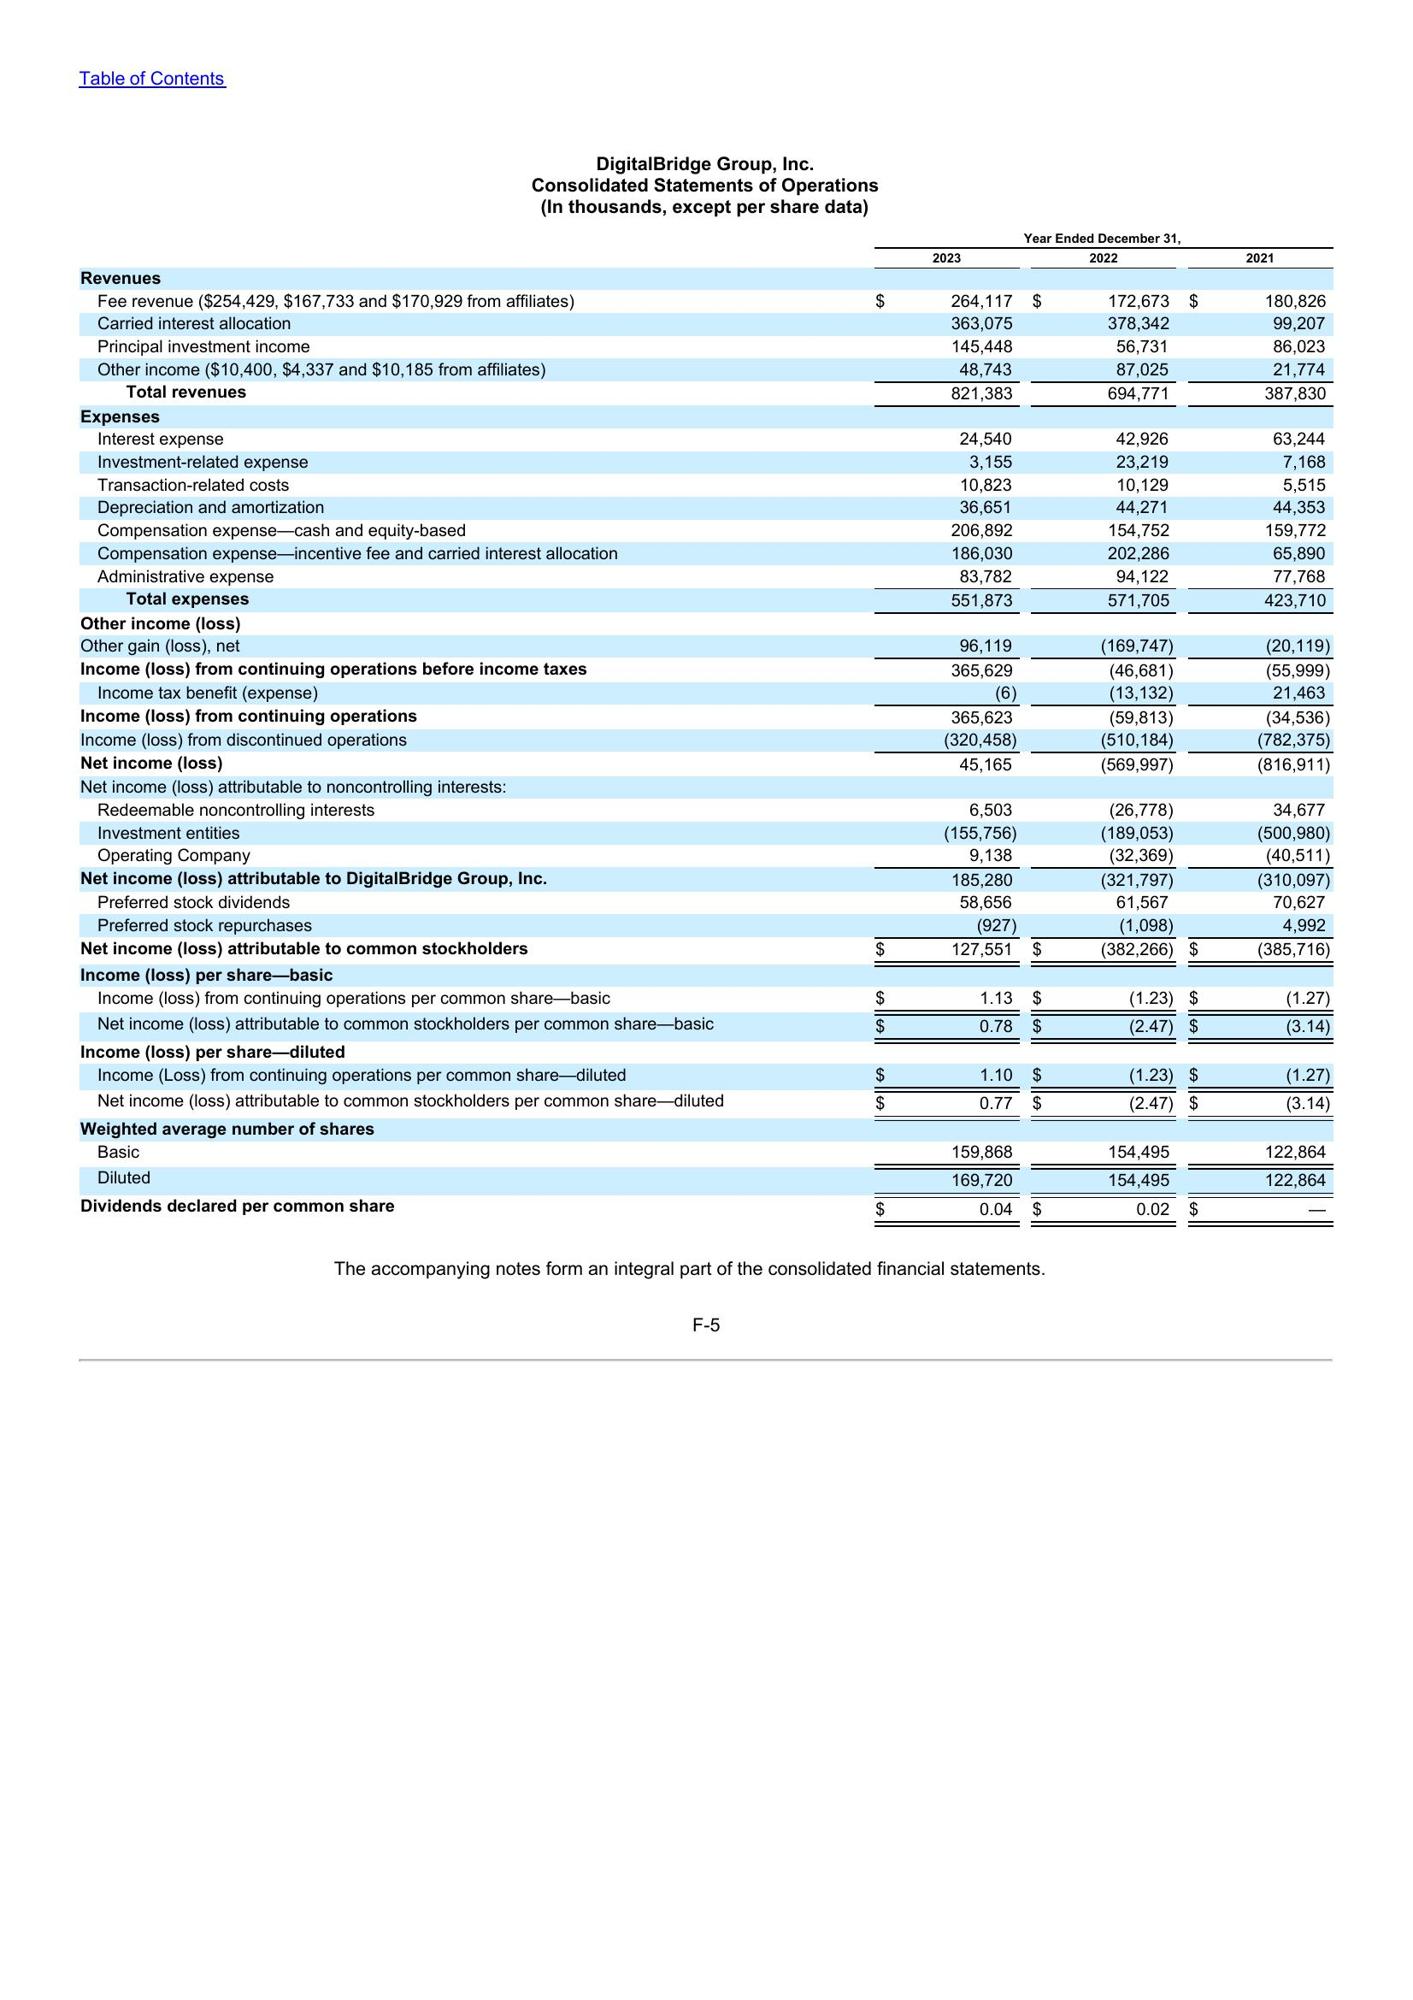 Table of Contents
DigitalBridge Group, Inc.
Consolidated Statements of Operations
(In thousands, except per share data)
Year Ended December 31,
2023 2022 2021
Revenues
Fee revenue ($254,429, $167,733 and $170,929 from affiliates) $ 264,117 $ 172,673 $ 180,826
Carried interest allocation 363,075 378,342 99,207
Principal investment income 145,448 56,731 86,023
Other income ($10,400, $4,337 and $10,185 from affiliates) 48,743 87,025 21,774
Total revenues 821,383 694,771 387,830
Expenses
Interest expense 24,540 42,926 63,244
Investment-related expense 3,155 23,219 7,168
Transaction-related costs 10,823 10,129 5,515
Depreciation and amortization 36,651 44,271 44,353
Compensation expense—cash and equity-based 206,892 154,752 159,772
Compensation expense—incentive fee and carried interest allocation 186,030 202,286 65,890
Administrative expense 83,782 94,122 77,768
Total expenses 551,873 571,705 423,710
Other income (loss)
Other gain (loss), net 96,119 (169,747) (20,119)
Income (loss) from continuing operations before income taxes 365,629 (46,681) (55,999)
Income tax benefit (expense) (6) (13,132) 21,463
Income (loss) from continuing operations 365,623 (59,813) (34,536)
Income (loss) from discontinued operations (320,458) (510,184) (782,375)
Net income (loss) 45,165 (569,997) (816,911)
Net income (loss) attributable to noncontrolling interests:
Redeemable noncontrolling interests 6,503 (26,778) 34,677
Investment entities (155,756) (189,053) (500,980)
Operating Company 9,138 (32,369) (40,511)
Net income (loss) attributable to DigitalBridge Group, Inc. 185,280 (321,797) (310,097)
Preferred stock dividends 58,656 61,567 70,627
Preferred stock repurchases (927) (1,098) 4,992
Net income (loss) attributable to common stockholders $ 127,551 $ (382,266) $ (385,716)
Income (loss) per share—basic
Income (loss) from continuing operations per common share—basic $ 1.13 $ (1.23) $ (1.27)
Net income (loss) attributable to common stockholders per common share—basic $ 0.78 $ (2.47) $ (3.14)
Income (loss) per share—diluted
Income (Loss) from continuing operations per common share—diluted $ 1.10 $ (1.23) $ (1.27)
Net income (loss) attributable to common stockholders per common share—diluted $ 0.77 $ (2.47) $ (3.14)
Weighted average number of shares
Basic 159,868 154,495 122,864
Diluted 169,720 154,495 122,864
Dividends declared per common share $ 0.04 $ 0.02 $ —
The accompanying notes form an integral part of the consolidated financial statements.
F-5